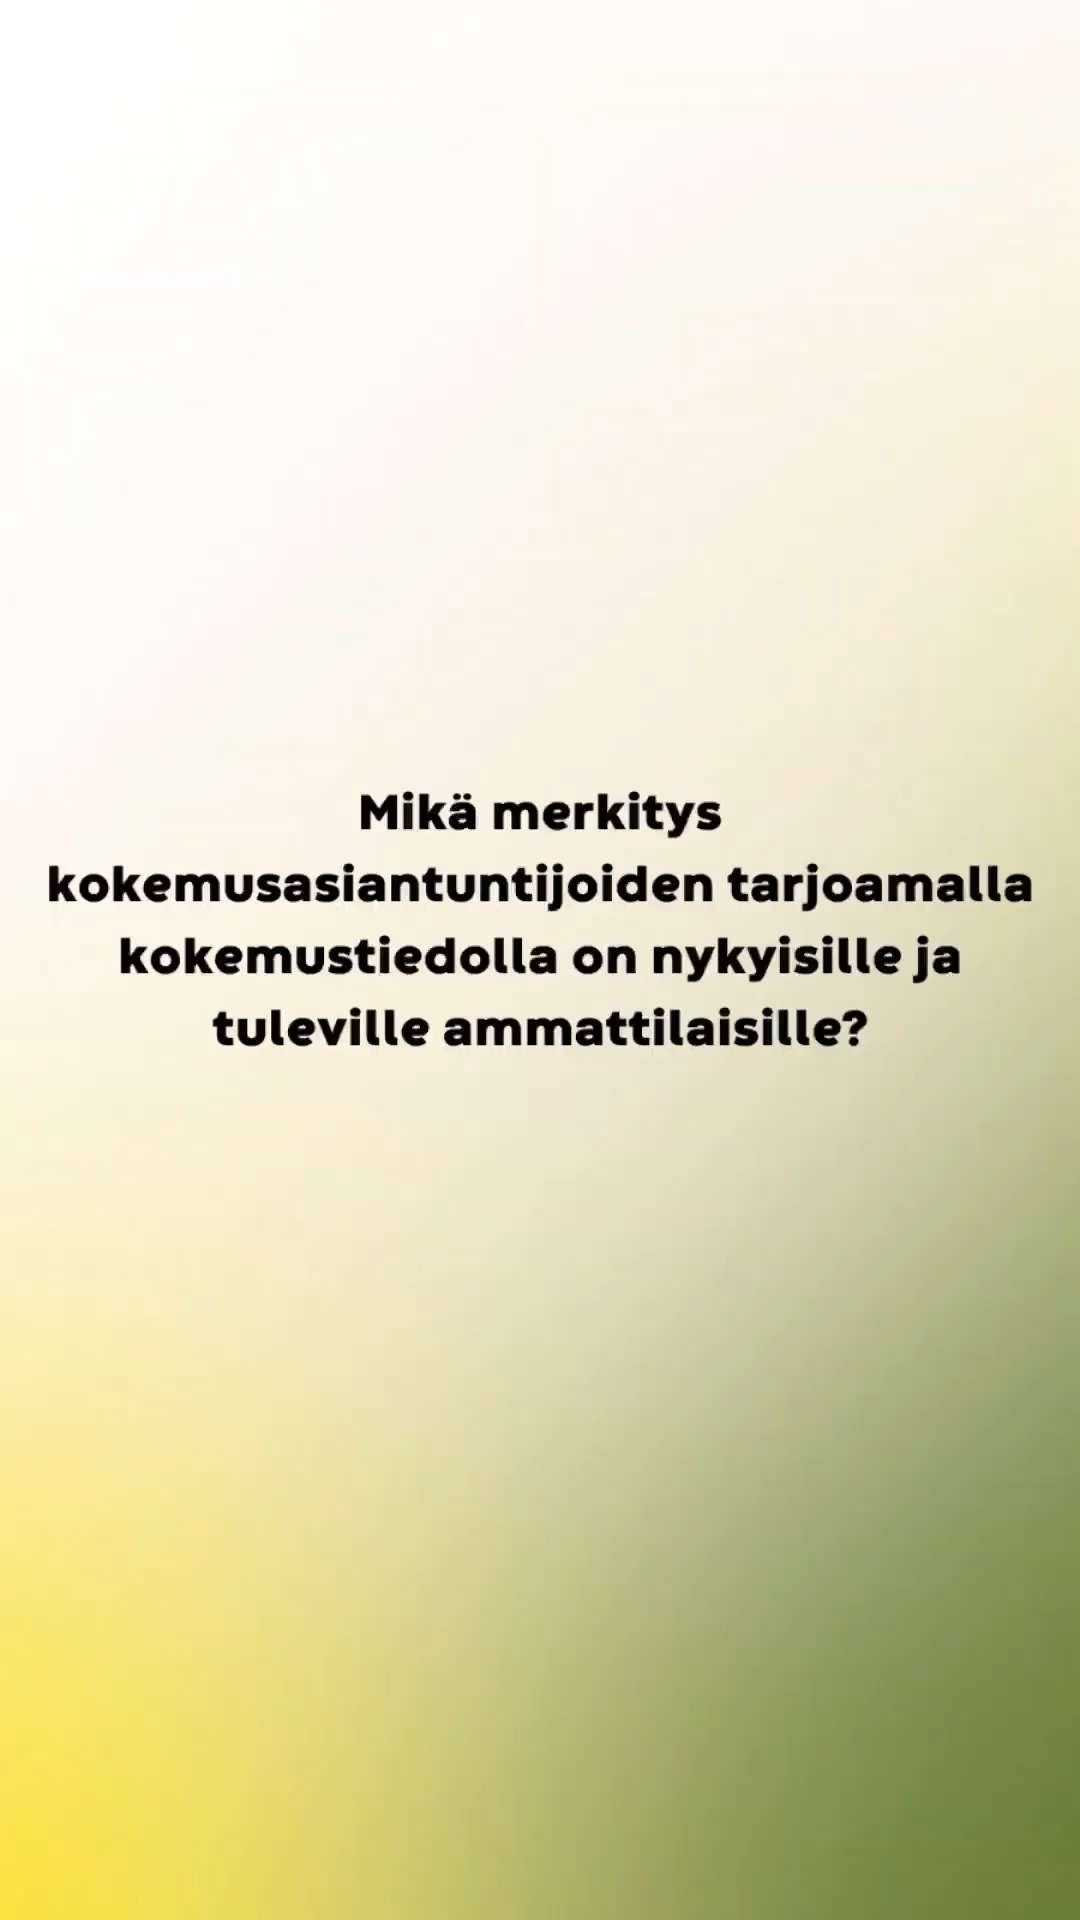 Mikä merkitys
kokemusasiantuntijoiden tarjoamalla
kokemustiedolla on nykyisille ja
tuleville ammattilaisille?